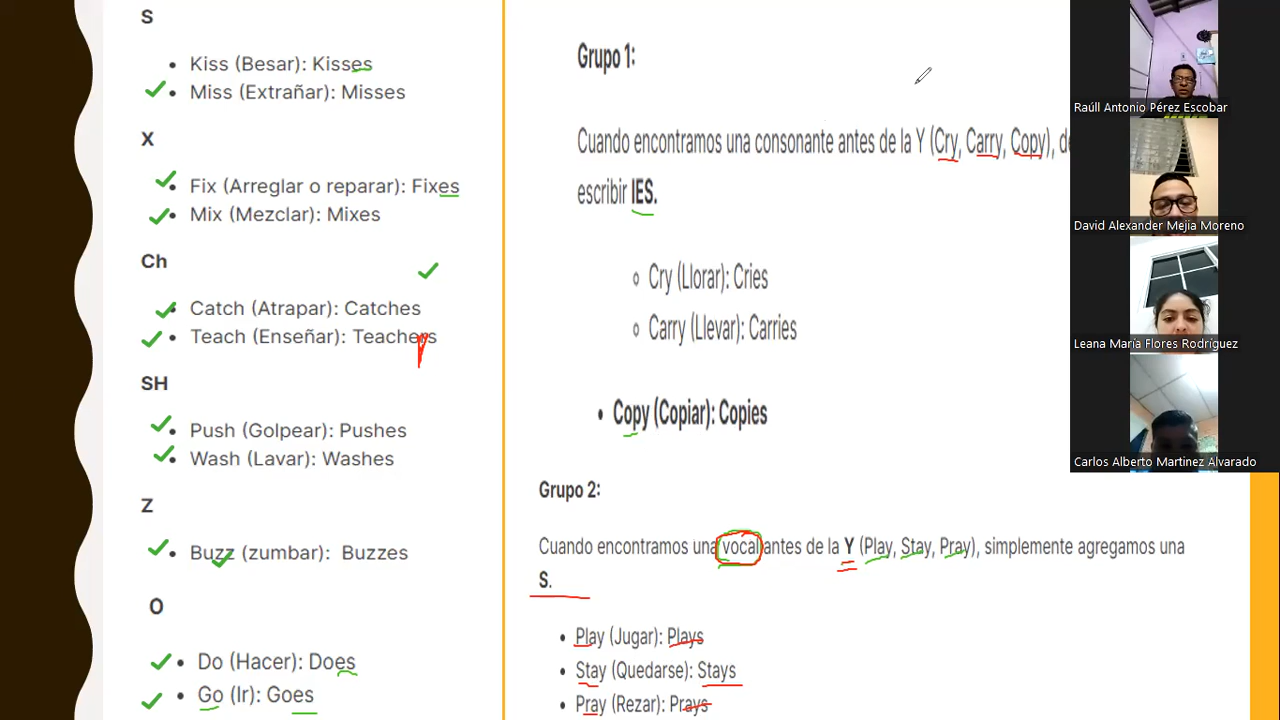 S
Kiss (Besar): Kisses
Miss (Extrañar): Misses
X
Fix (Arreglar o reparar): Fixes
Mix (Mezclar): Mixes
Ch
Catch (Atrapar): Catches
Teach (Enseñar): Teachers
SH
Push (Golpear): Pushes
Wash (Lavar): Washes
Z
Buzz (zumbar): Buzzes
O
Do (Hacer): Does
Go (Ir): Goes
Grupo 1:
Cuando encontramos una consonante antes de la Y (Cry, Carry, Copy), de
escribir IES.
Cry (Llorar): Cries
Carry (Llevar): Carries
Copy (Copiar): Copies
Grupo 2:
Cuando encontramos una vocal antes de la Y (Play, Stay, Pray), simplemente agregamos una
S.
Play (Jugar): Plays
Stay (Quedarse): Stays
Pray (Rezar): Prays
Raúll Antonio Pérez Escobar
David Alexander Mejia Moreno
Leana María Flores Rodríguez
Carlos Alberto Martinez Alvarado